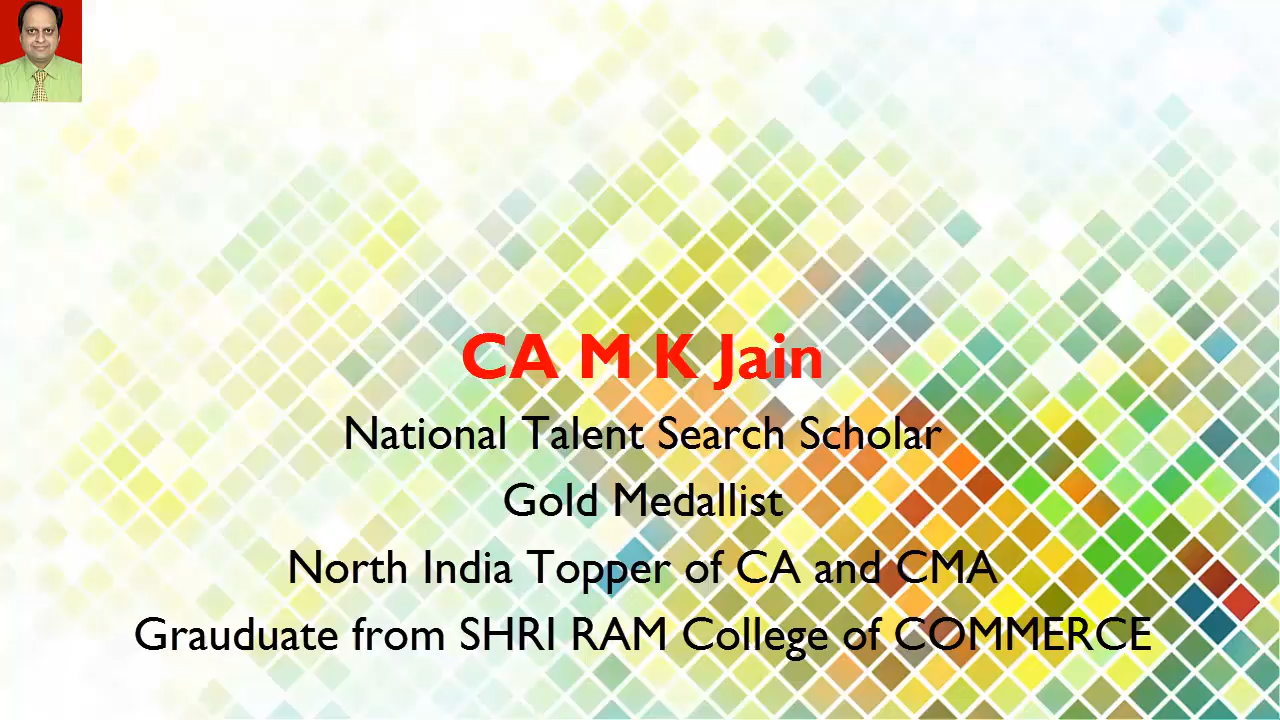 CA M K Jain
National Talent Search Scholar
Gold Medallist
North India Topper of CA and CMA
Grauduate from SHRI RAM College of COMMERCE